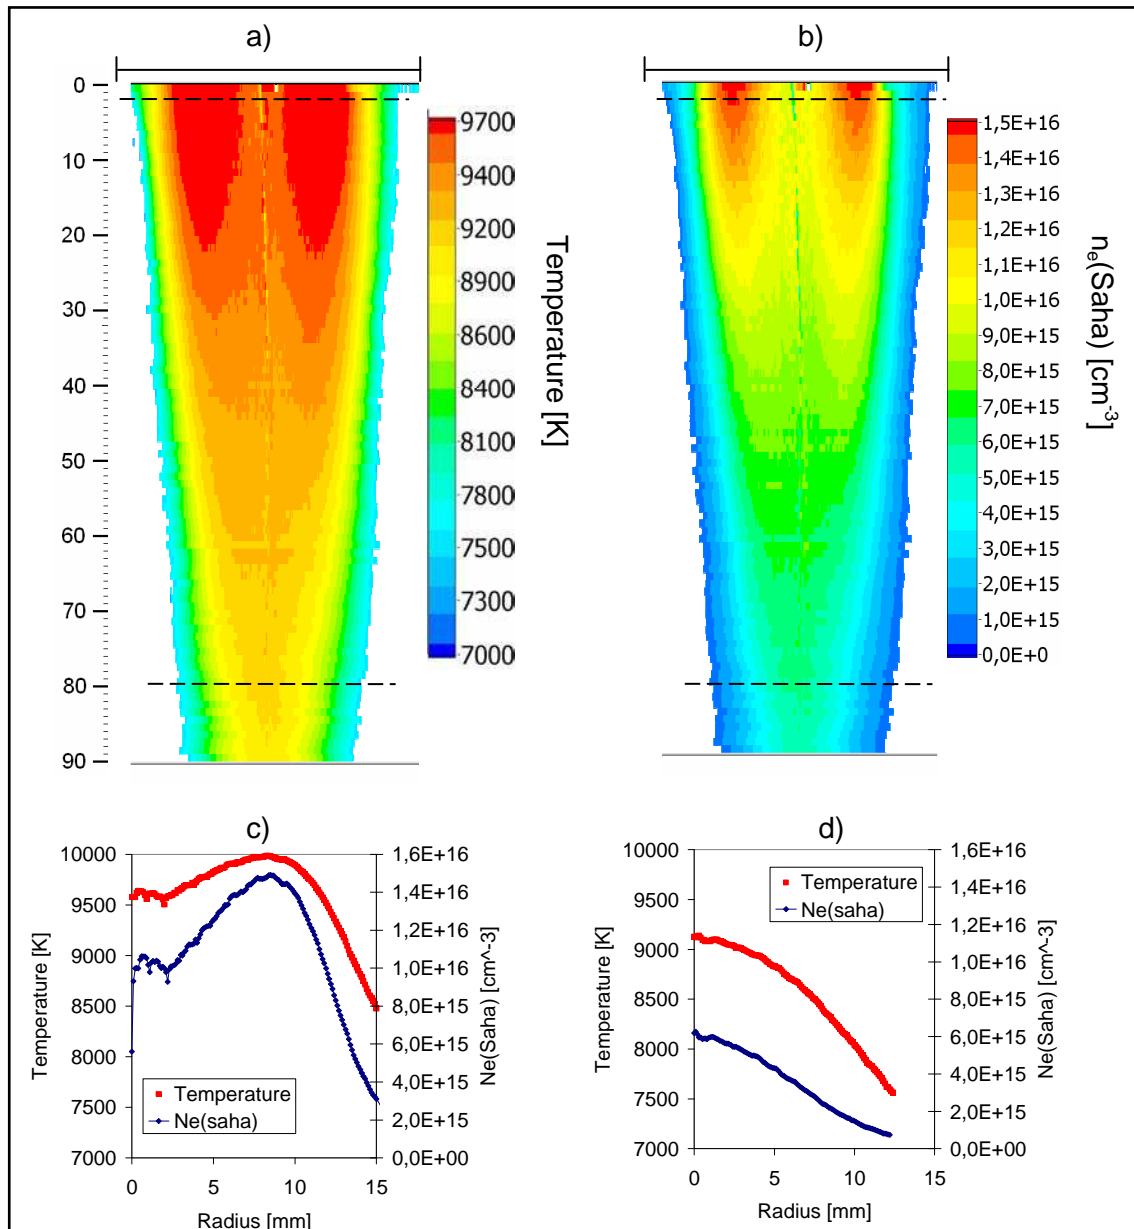 a)
b)
0
10
20
30
40
50
60
70
80
90
9700
9400
9200
8900
8600
8400
8100
7800
7500
7300
7000
Temperature [K]
1,5E+16
1,4E+16
1,3E+16
1,2E+16
1,1E+16
1,0E+16
9,0E+15
8,0E+15
7,0E+15
6,0E+15
5,0E+15
4,0E+15
3,0E+15
2,0E+15
1,0E+15
0,0E+0
ne(Saha) [cm-3]
c)
10000
9500
9000
8500
8000
7500
7000
Temperature [K]
1,6E+16
1,4E+16
1,2E+16
1,0E+16
8,0E+15
6,0E+15
4,0E+15
2,0E+15
0,0E+00
Ne(Saha) [cm^-3]
Temperature
Ne(saha)
0 5 10 15
Radius [mm]
d)
10000
9500
9000
8500
8000
7500
7000
Temperature [K]
1,6E+16
1,4E+16
1,2E+16
1,0E+16
8,0E+15
6,0E+15
4,0E+15
2,0E+15
0,0E+00
Ne(Saha) [cm^-3]
Temperature
Ne(saha)
0 5 10 15
Radius [mm]